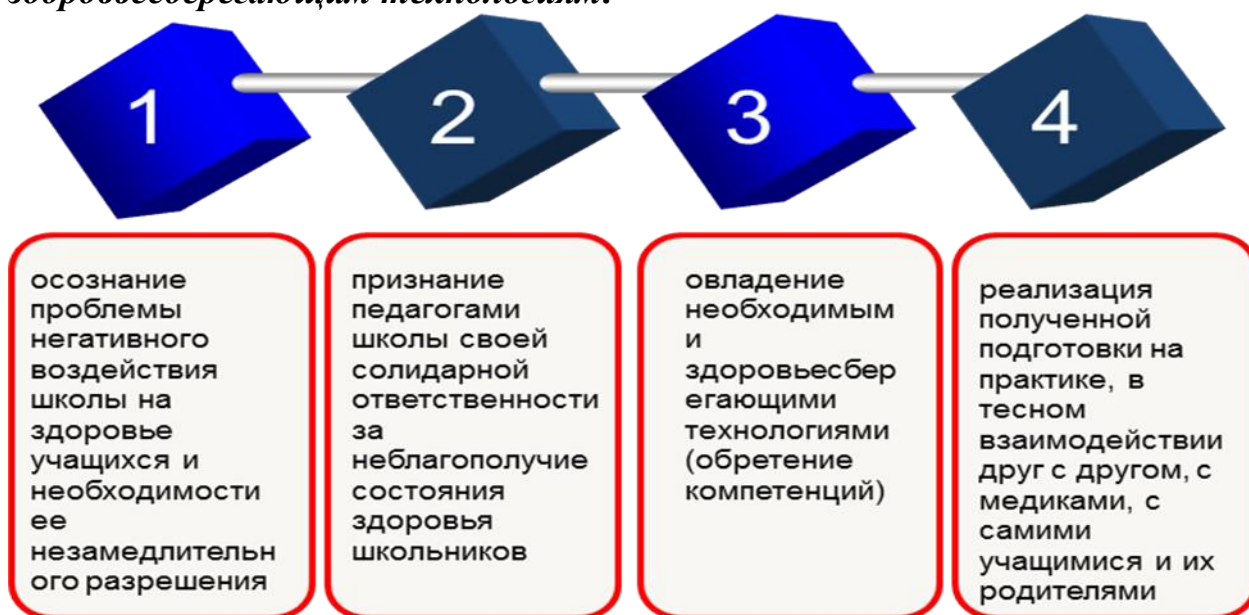 здоровьесберегающим технологиям:
1 2 3 4
осознание
проблемы
негативного
воздействия
школы на
здоровье
учащихся и
необходимости
ее
незамедлительн
ого разрешения
признание
педагогами
школы своей
солидарной
ответственности
за
неблагополучие
состояния
здоровья
школьников
овладение
необходимым
и
здоровьесбер
егающими
технологиями
(обретение
компетенций)
реализация
полученной
подготовки на
практике, в
тесном
взаимодействии
друг с другом, с
медиками, с
самими
учащимися и их
родителями